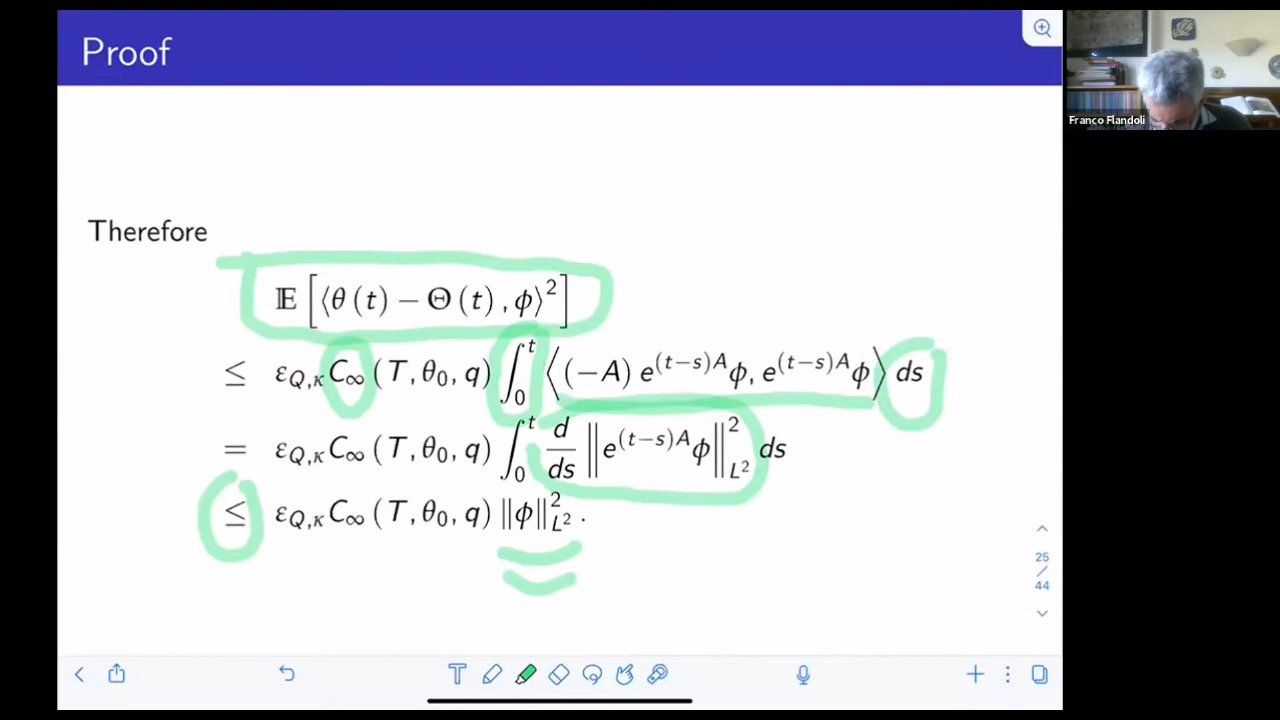 Proof
Franco Flandoli
Therefore
𝔼 [⟨θ (t) − Θ (t) , ϕ⟩²]
≤ ε_{Q,κ} C_∞ (T, θ_0, q) ∫_0^t ⟨(−A) e^{(t−s)A} ϕ, e^{(t−s)A} ϕ⟩ ds
= ε_{Q,κ} C_∞ (T, θ_0, q) ∫_0^t d/ds ‖e^{(t−s)A} ϕ‖²_{L²} ds
≤ ε_{Q,κ} C_∞ (T, θ_0, q) ‖ϕ‖²_{L²} .
25
/
44